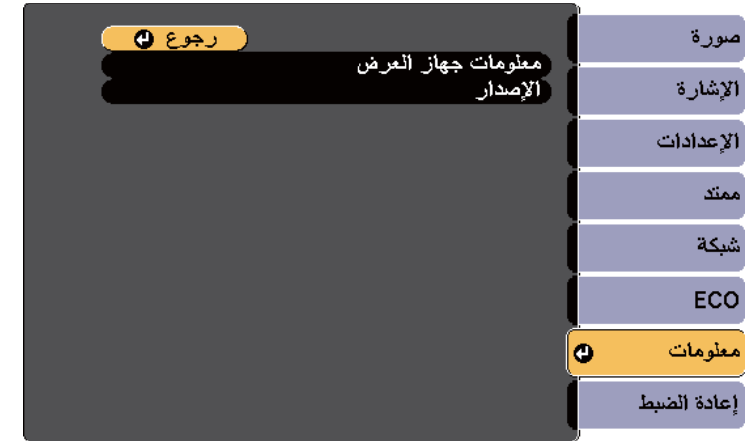 صورة
الإشارة
الإعدادات
ممتد
شبكة
ECO
معلومات
إعادة الضبط
رجوع
معلومات جهاز العرض
الإصدار